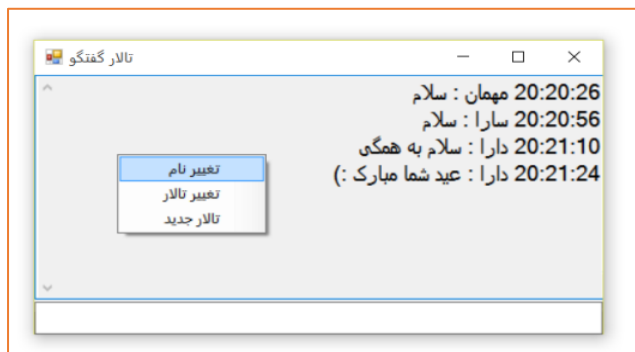 تالار گفتگو
20:20:26 مهمان : سلام
20:20:56 سارا : سلام
20:21:10 دارا : سلام به همگی
20:21:24 دارا : عید شما مبارک :)
تغییر نام
تغییر تالار
تالار جدید